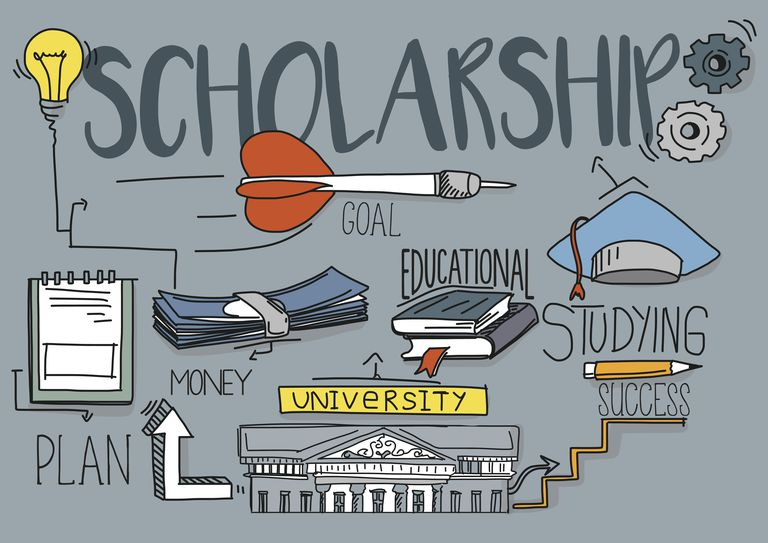 SCHOLARSHIP
GOAL
EDUCATIONAL
STUDYING
MONEY
UNIVERSITY
SUCCESS
PLAN